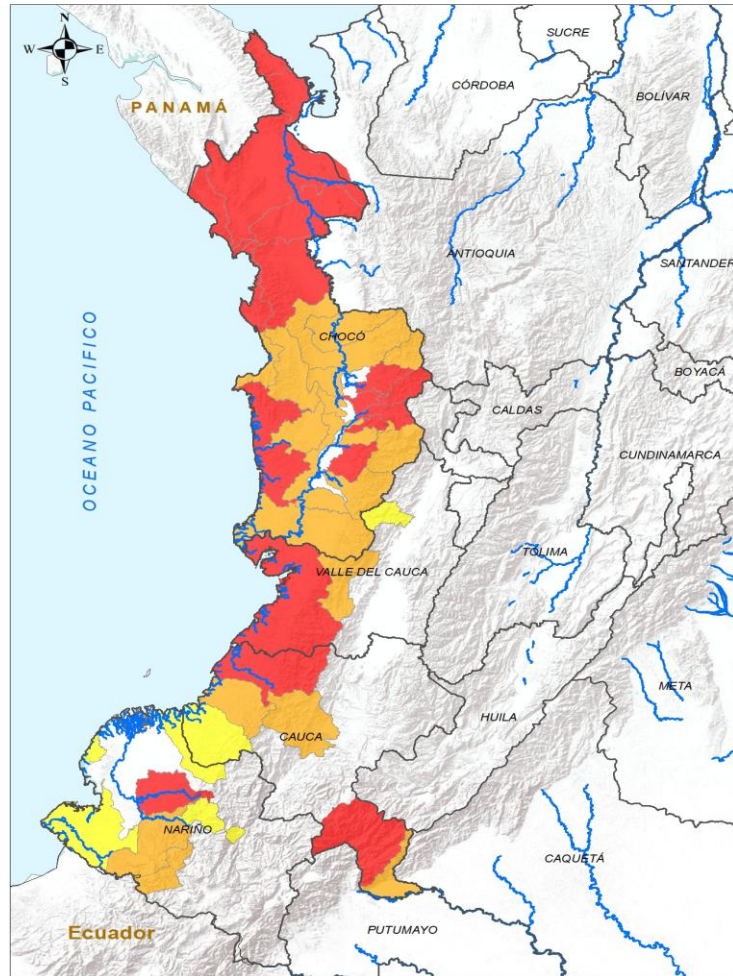 N
W E
S
SUCRE
CÓRDOBA
BOLÍVAR
PANAMÁ
ANTIOQUIA
SANTANDER
OCEANO PACIFICO
CHOCÓ
BOYACÁ
CALDAS
CUNDINAMARCA
TOLIMA
VALLE DEL CAUCA
META
HUILA
CAUCA
NARIÑO
CAQUETÁ
Ecuador
PUTUMAYO